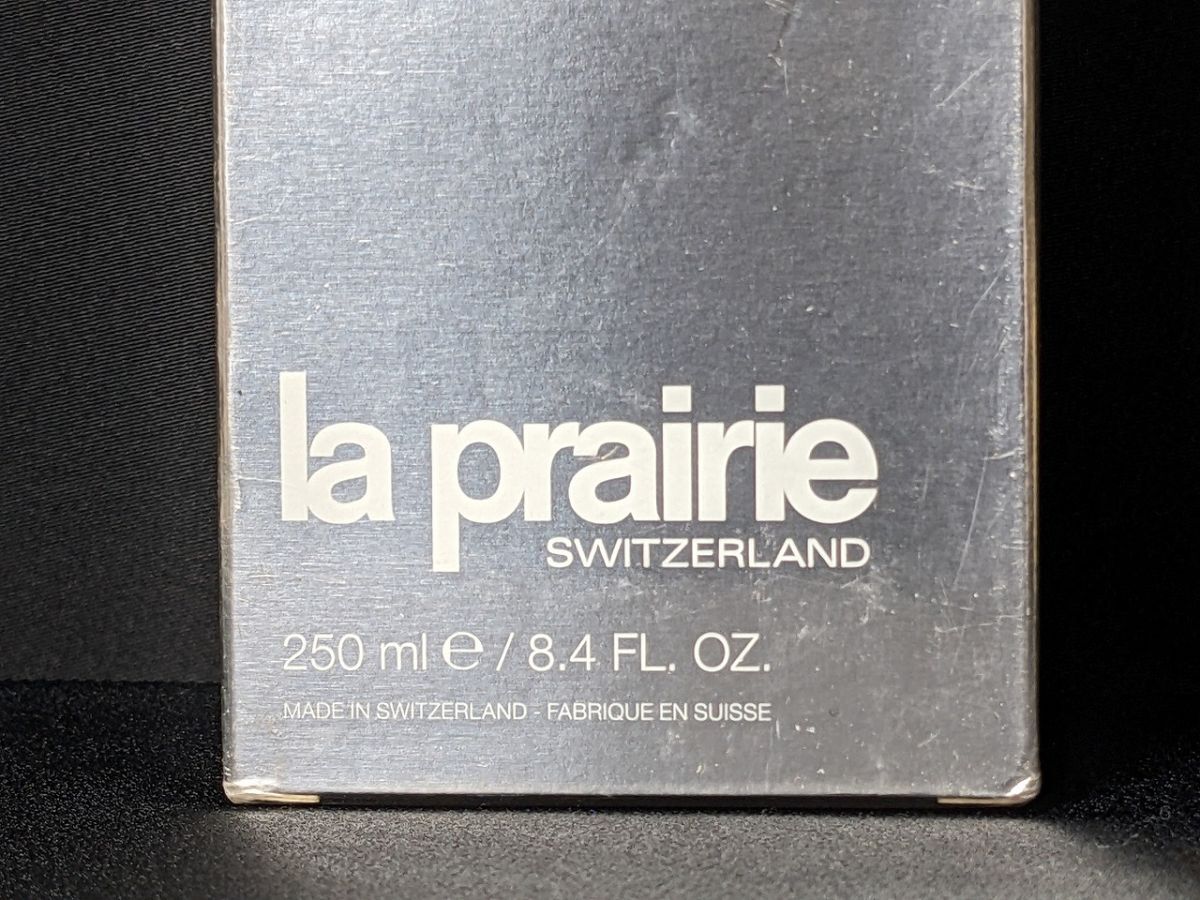 la prairie
SWITZERLAND
250 ml ℮ / 8.4 FL. OZ.
MADE IN SWITZERLAND - FABRIQUE EN SUISSE